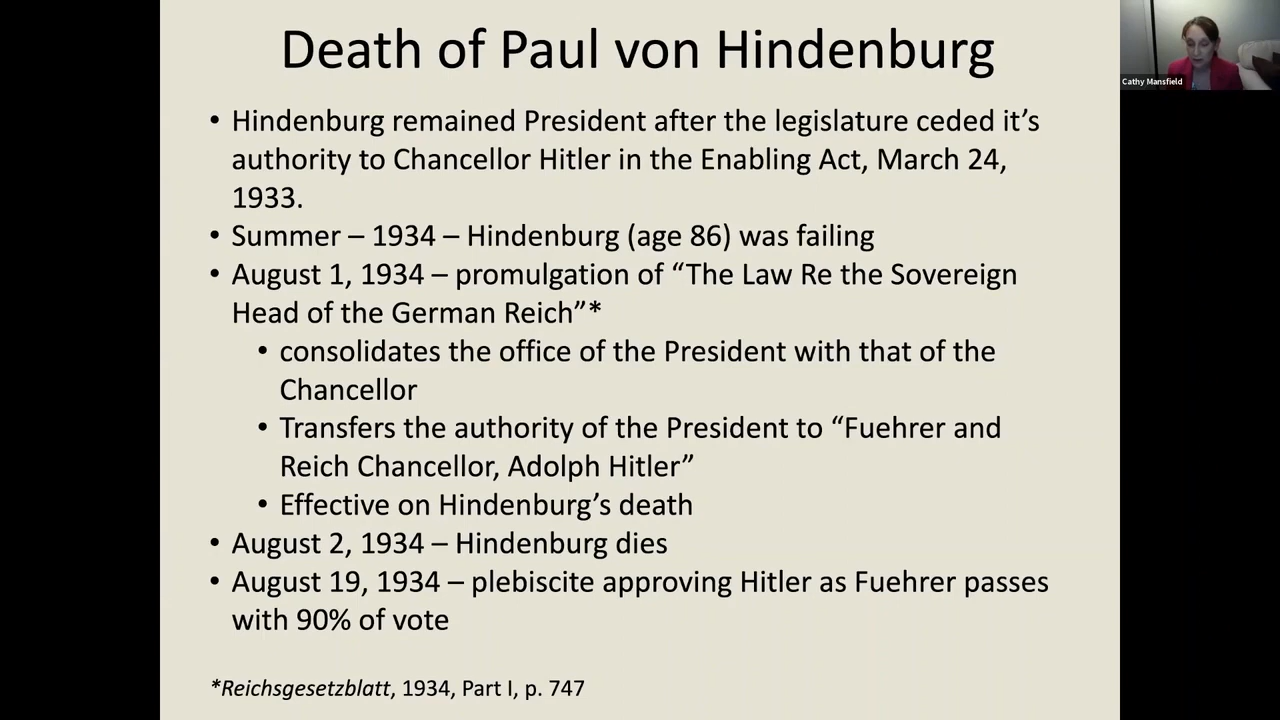 Death of Paul von Hindenburg
Cathy Mansfield
• Hindenburg remained President after the legislature ceded it’s
authority to Chancellor Hitler in the Enabling Act, March 24,
1933.
• Summer – 1934 – Hindenburg (age 86) was failing
• August 1, 1934 – promulgation of “The Law Re the Sovereign
Head of the German Reich”*
• consolidates the office of the President with that of the
Chancellor
• Transfers the authority of the President to “Fuehrer and
Reich Chancellor, Adolph Hitler”
• Effective on Hindenburg’s death
• August 2, 1934 – Hindenburg dies
• August 19, 1934 – plebiscite approving Hitler as Fuehrer passes
with 90% of vote
*Reichsgesetzblatt, 1934, Part I, p. 747